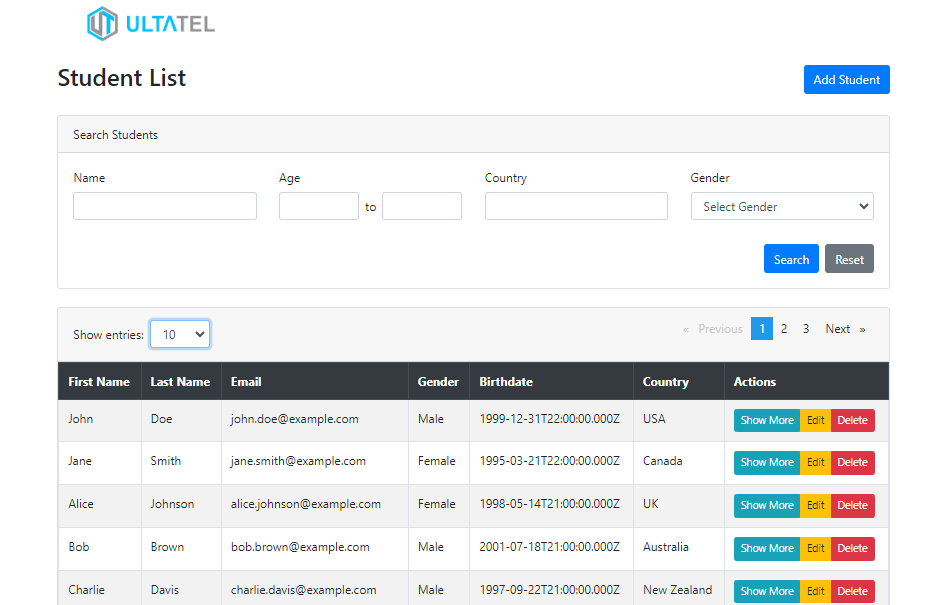 ULTATEL
Student List
Add Student
Search Students
Name Age Country Gender
to Select Gender
Search Reset
Show entries: 10 « Previous 1 2 3 Next »
First Name Last Name Email Gender Birthdate Country Actions
John Doe john.doe@example.com Male 1999-12-31T22:00:00.000Z USA Show More Edit Delete
Jane Smith jane.smith@example.com Female 1995-03-21T22:00:00.000Z Canada Show More Edit Delete
Alice Johnson alice.johnson@example.com Female 1998-05-14T21:00:00.000Z UK Show More Edit Delete
Bob Brown bob.brown@example.com Male 2001-07-18T21:00:00.000Z Australia Show More Edit Delete
Charlie Davis charlie.davis@example.com Male 1997-09-22T21:00:00.000Z New Zealand Show More Edit Delete